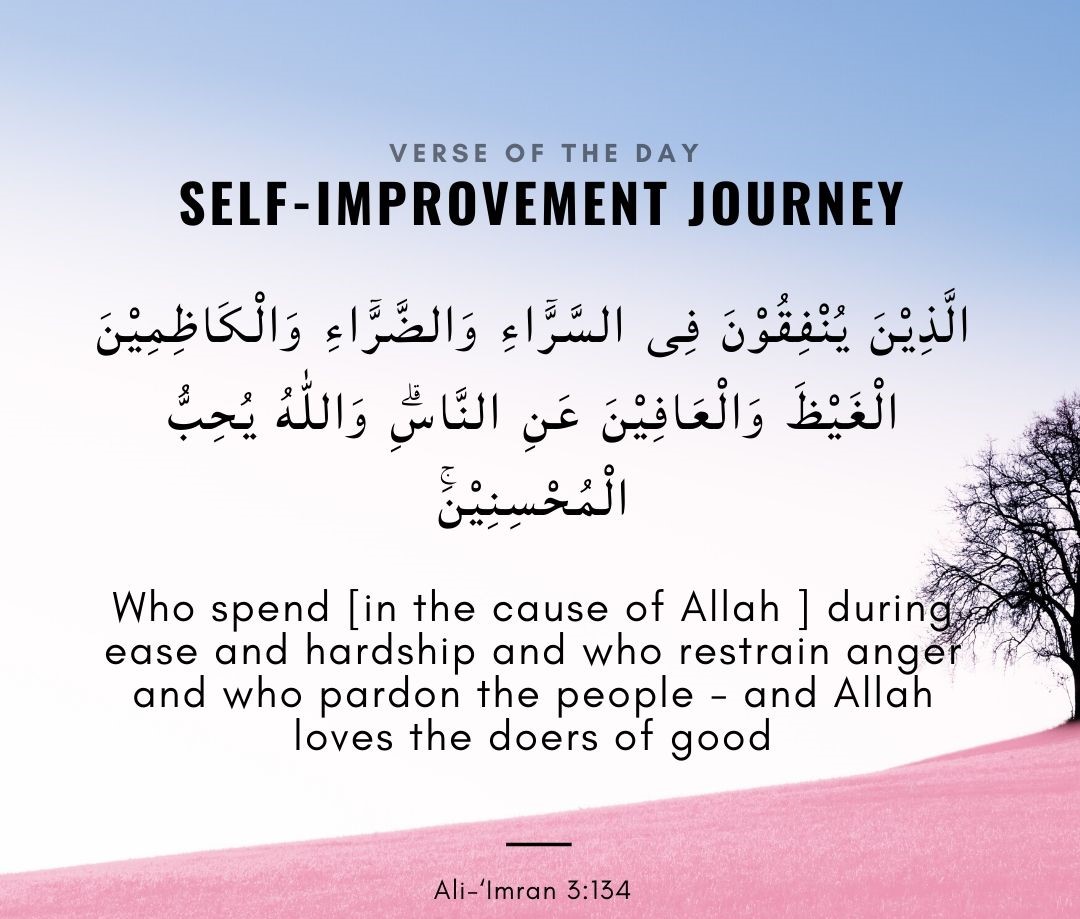 VERSE OF THE DAY
SELF-IMPROVEMENT JOURNEY
الَّذِيْنَ يُنْفِقُوْنَ فِى السَّرَّۤاءِ وَالضَّرَّۤاءِ وَالْكَاظِمِيْنَ
الْغَيْظَ وَالْعَافِيْنَ عَنِ النَّاسِۗ وَاللّٰهُ يُحِبُّ
الْمُحْسِنِيْنَۚ
Who spend [in the cause of Allah ] during
ease and hardship and who restrain anger
and who pardon the people – and Allah
loves the doers of good
Ali-‘Imran 3:134